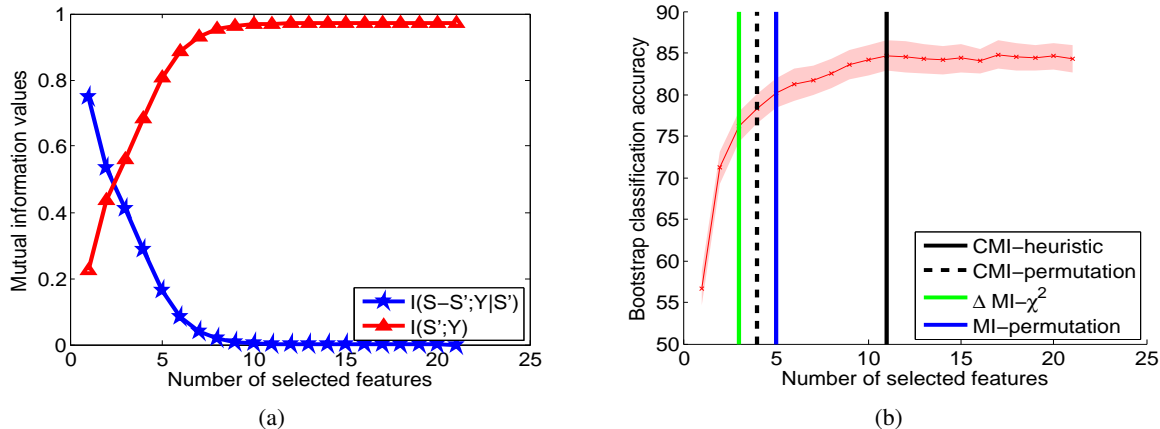 1
0.8
0.6
0.4
0.2
0
0 5 10 15 20 25
Mutual information values
Number of selected features
I(S−S';Y|S')
I(S';Y)
(a)
90
85
80
75
70
65
60
55
50
0 5 10 15 20 25
Bootstrap classification accuracy
Number of selected features
CMI−heuristic
CMI−permutation
Δ MI−χ²
MI−permutation
(b)